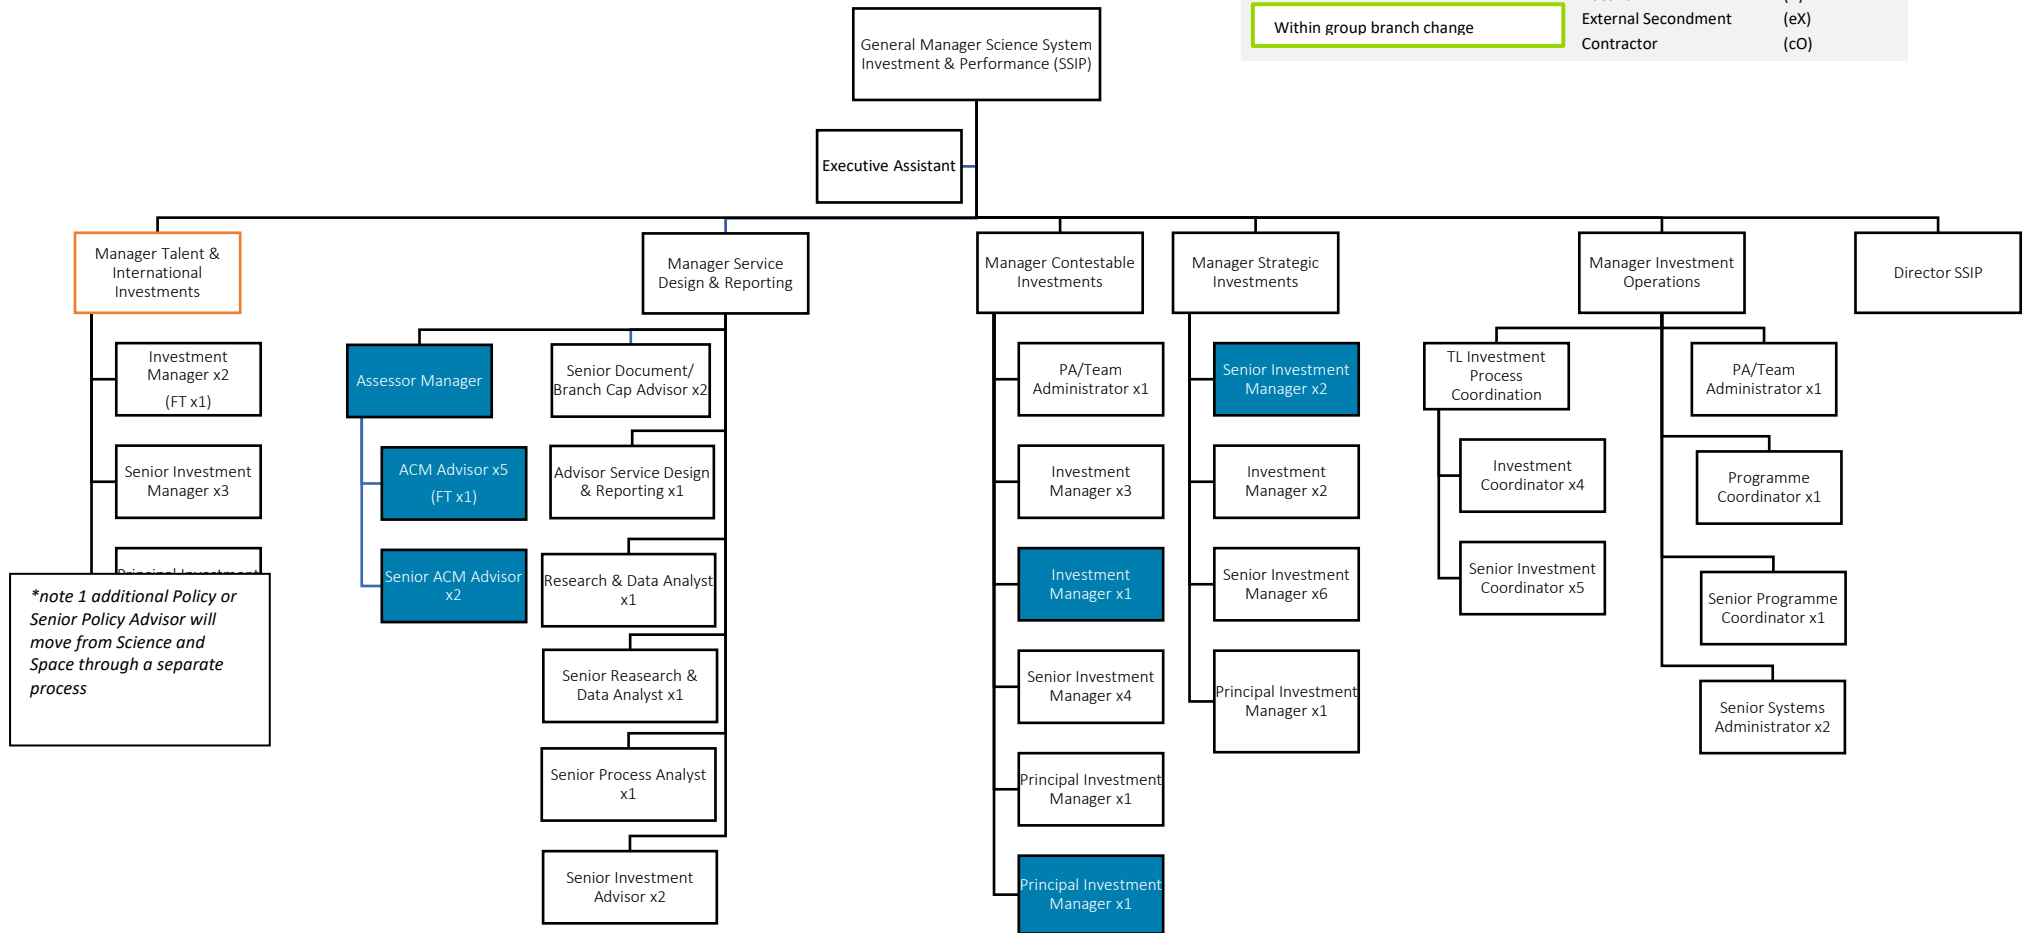 Within group branch change
External Secondment (eX)
Contractor (cO)
General Manager Science System
Investment & Performance (SSIP)
Executive Assistant
Manager Talent &
International
Investments
Investment
Manager x2
(FT x1)
Senior Investment
Manager x3
Principal Investment
*note 1 additional Policy or
Senior Policy Advisor will
move from Science and
Space through a separate
process
Manager Service
Design & Reporting
Assessor Manager
ACM Advisor x5
(FT x1)
Senior ACM Advisor
x2
Senior Document/
Branch Cap Advisor x2
Advisor Service Design
& Reporting x1
Research & Data Analyst
x1
Senior Reasearch &
Data Analyst x1
Senior Process Analyst
x1
Senior Investment
Advisor x2
Manager Contestable
Investments
PA/Team
Administrator x1
Investment
Manager x3
Investment
Manager x1
Senior Investment
Manager x4
Principal Investment
Manager x1
Principal Investment
Manager x1
Manager Strategic
Investments
Senior Investment
Manager x2
Investment
Manager x2
Senior Investment
Manager x6
Principal Investment
Manager x1
Manager Investment
Operations
TL Investment
Process
Coordination
Investment
Coordinator x4
Senior Investment
Coordinator x5
PA/Team
Administrator x1
Programme
Coordinator x1
Senior Programme
Coordinator x1
Senior Systems
Administrator x2
Director SSIP